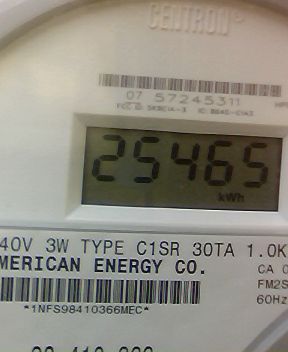 CENTRON
07 57245311
25465
kWh
40V 3W TYPE C1SR 30TA 1.0K
MERICAN ENERGY CO.
CA 0
FM2S
60Hz
*1NFS98410366MEC*